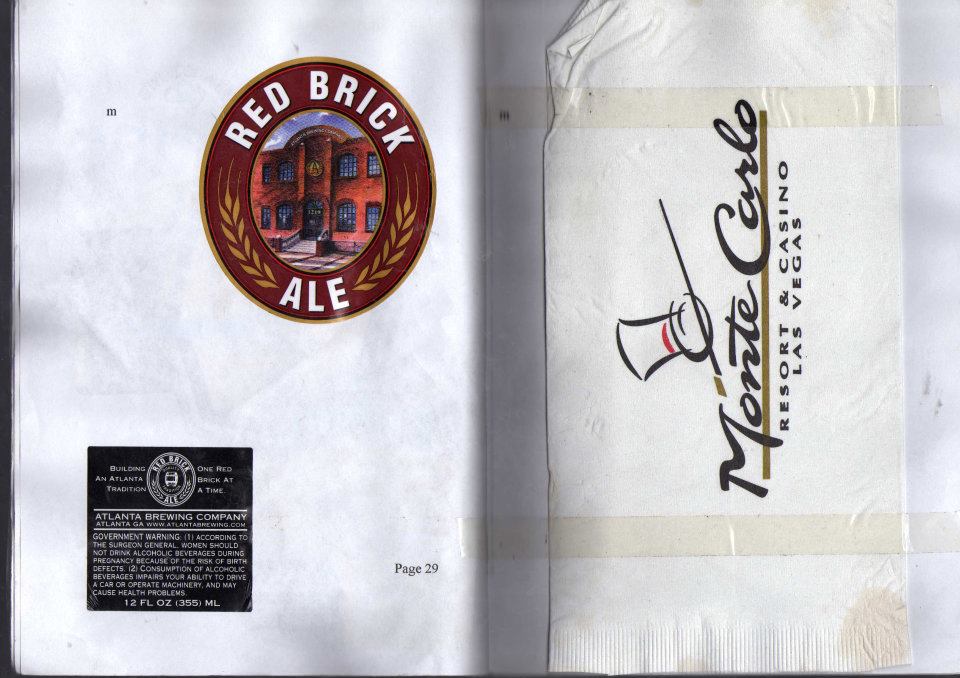 m
RED BRICK
ATLANTA BREWING COMPANY
A
1219
ALE
BUILDING
AN ATLANTA
TRADITION
RED BRICK
ALE
ONE RED
BRICK AT
A TIME.
ATLANTA BREWING COMPANY
ATLANTA GA WWW.ATLANTABREWING.COM
GOVERNMENT WARNING: (1) ACCORDING TO
THE SURGEON GENERAL, WOMEN SHOULD
NOT DRINK ALCOHOLIC BEVERAGES DURING
PREGNANCY BECAUSE OF THE RISK OF BIRTH
DEFECTS. (2) CONSUMPTION OF ALCOHOLIC
BEVERAGES IMPAIRS YOUR ABILITY TO DRIVE
A CAR OR OPERATE MACHINERY, AND MAY
CAUSE HEALTH PROBLEMS.
12 FL OZ (355) ML
Page 29
m
Monte Carlo
RESORT & CASINO
LAS VEGAS